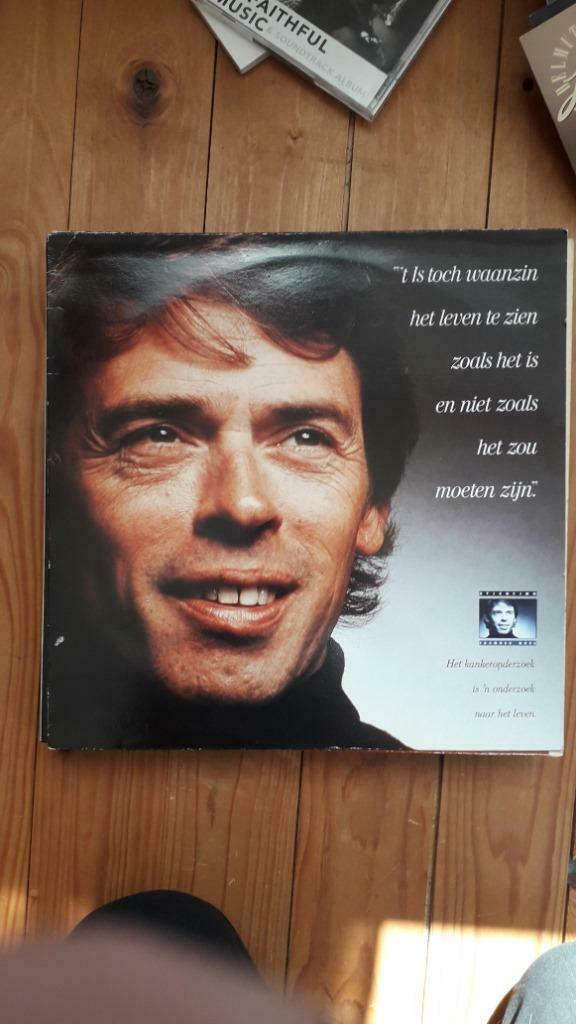 FAITHFUL
MUSIC & SOUNDTRACK ALBUM
"'t Is toch waanzin
het leven te zien
zoals het is
en niet zoals
het zou
moeten zijn."
STICHTING
Het kankeronderzoek
is 'n onderzoek
naar het leven.